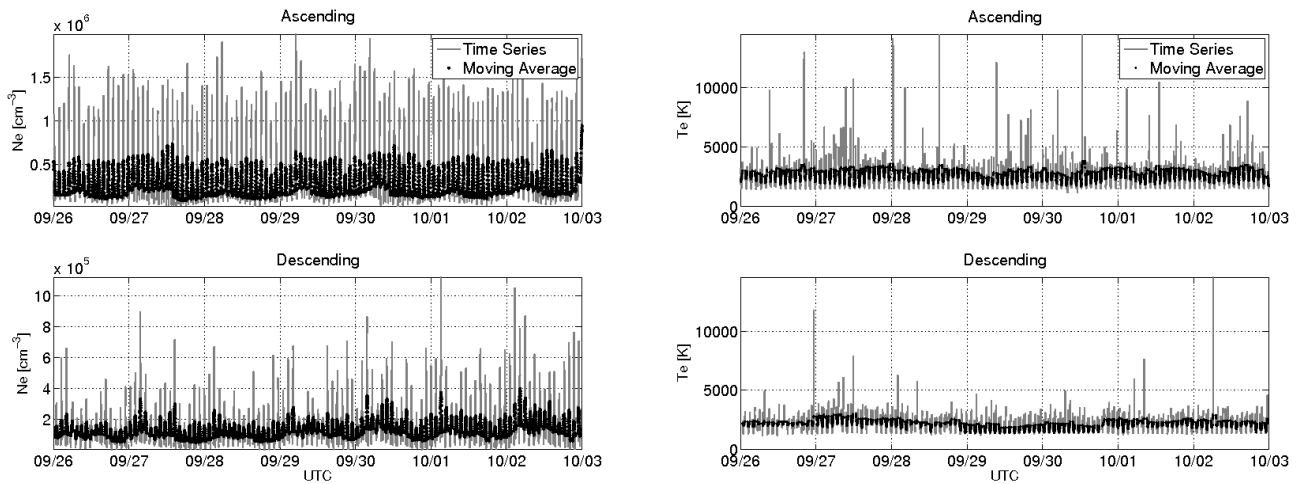 Ascending
x 10^6
Ne [cm^-3]
1.5
1
0.5
Time Series
Moving Average
09/26 09/27 09/28 09/29 09/30 10/01 10/02 10/03
Ascending
Te [K]
10000
5000
0
Time Series
Moving Average
09/26 09/27 09/28 09/29 09/30 10/01 10/02 10/03
Descending
x 10^5
Ne [cm^-3]
10
8
6
4
2
09/26 09/27 09/28 09/29 09/30 10/01 10/02 10/03
UTC
Descending
Te [K]
10000
5000
0
09/26 09/27 09/28 09/29 09/30 10/01 10/02 10/03
UTC